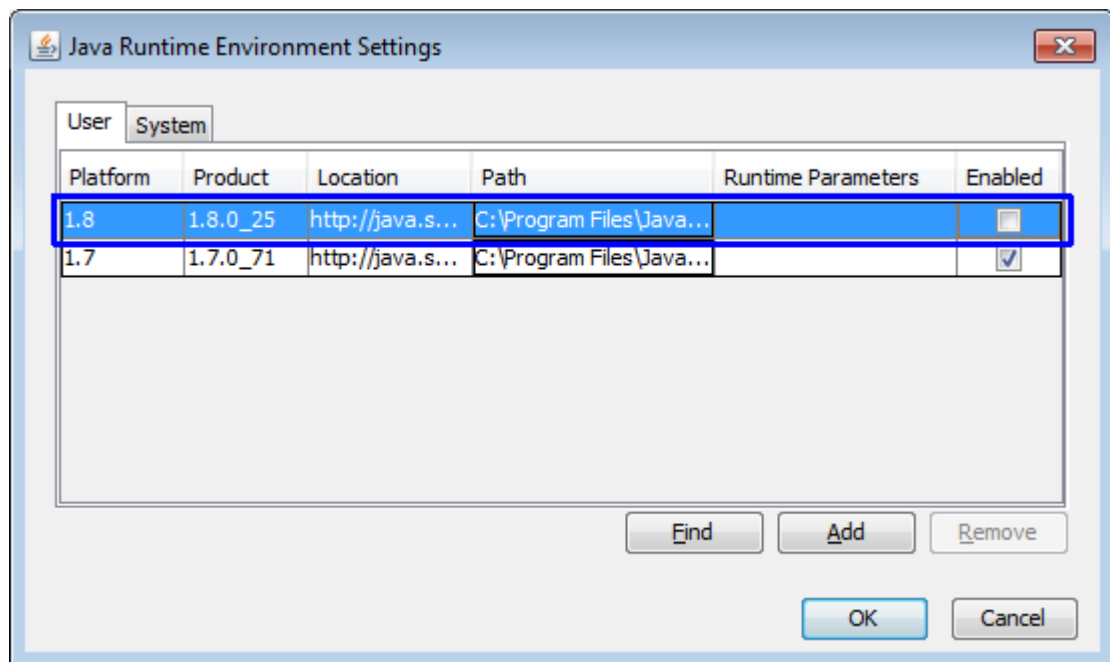 Java Runtime Environment Settings
User System
Platform Product Location Path Runtime Parameters Enabled
1.8 1.8.0_25 http://java.s... C:\Program Files\Java...
1.7 1.7.0_71 http://java.s... C:\Program Files\Java...
Find Add Remove
OK Cancel